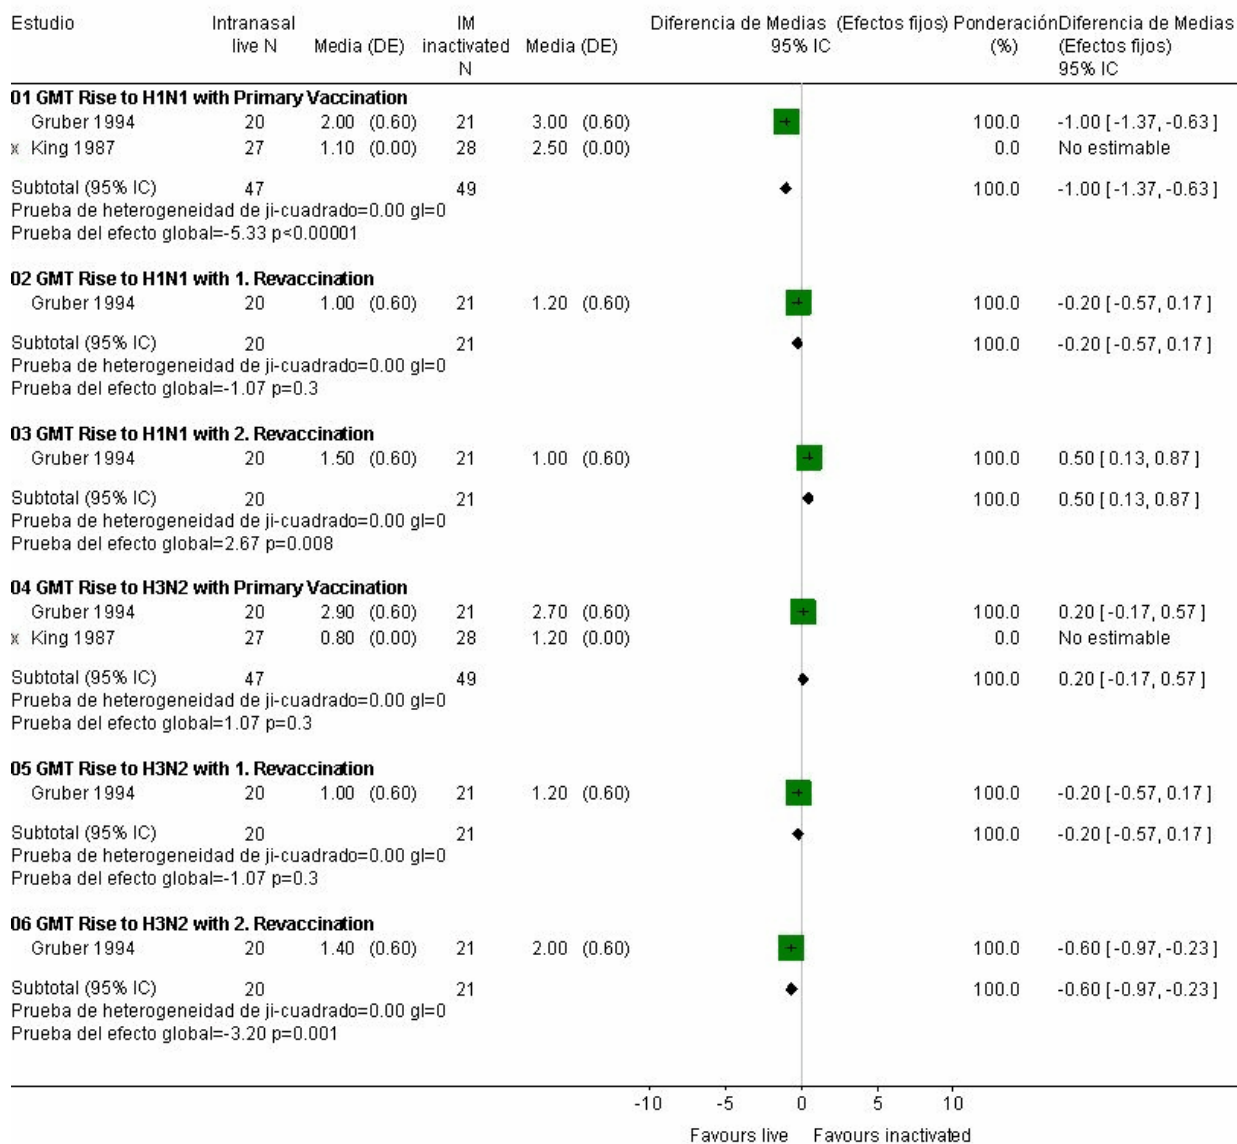 Estudio Intranasal IM Diferencia de Medias (Efectos fijos) Ponderación Diferencia de Medias
live N Media (DE) inactivated Media (DE) 95% IC (%) (Efectos fijos)
N 95% IC
01 GMT Rise to H1N1 with Primary Vaccination
Gruber 1994 20 2.00 (0.60) 21 3.00 (0.60) 100.0 -1.00 [-1.37, -0.63]
x King 1987 27 1.10 (0.00) 28 2.50 (0.00) 0.0 No estimable
Subtotal (95% IC) 47 49 100.0 -1.00 [-1.37, -0.63]
Prueba de heterogeneidad de ji-cuadrado=0.00 gl=0
Prueba del efecto global=-5.33 p<0.00001
02 GMT Rise to H1N1 with 1. Revaccination
Gruber 1994 20 1.00 (0.60) 21 1.20 (0.60) 100.0 -0.20 [-0.57, 0.17]
Subtotal (95% IC) 20 21 100.0 -0.20 [-0.57, 0.17]
Prueba de heterogeneidad de ji-cuadrado=0.00 gl=0
Prueba del efecto global=-1.07 p=0.3
03 GMT Rise to H1N1 with 2. Revaccination
Gruber 1994 20 1.50 (0.60) 21 1.00 (0.60) 100.0 0.50 [0.13, 0.87]
Subtotal (95% IC) 20 21 100.0 0.50 [0.13, 0.87]
Prueba de heterogeneidad de ji-cuadrado=0.00 gl=0
Prueba del efecto global=2.67 p=0.008
04 GMT Rise to H3N2 with Primary Vaccination
Gruber 1994 20 2.90 (0.60) 21 2.70 (0.60) 100.0 0.20 [-0.17, 0.57]
x King 1987 27 0.80 (0.00) 28 1.20 (0.00) 0.0 No estimable
Subtotal (95% IC) 47 49 100.0 0.20 [-0.17, 0.57]
Prueba de heterogeneidad de ji-cuadrado=0.00 gl=0
Prueba del efecto global=1.07 p=0.3
05 GMT Rise to H3N2 with 1. Revaccination
Gruber 1994 20 1.00 (0.60) 21 1.20 (0.60) 100.0 -0.20 [-0.57, 0.17]
Subtotal (95% IC) 20 21 100.0 -0.20 [-0.57, 0.17]
Prueba de heterogeneidad de ji-cuadrado=0.00 gl=0
Prueba del efecto global=-1.07 p=0.3
06 GMT Rise to H3N2 with 2. Revaccination
Gruber 1994 20 1.40 (0.60) 21 2.00 (0.60) 100.0 -0.60 [-0.97, -0.23]
Subtotal (95% IC) 20 21 100.0 -0.60 [-0.97, -0.23]
Prueba de heterogeneidad de ji-cuadrado=0.00 gl=0
Prueba del efecto global=-3.20 p=0.001
-10 -5 0 5 10
Favours live Favours inactivated